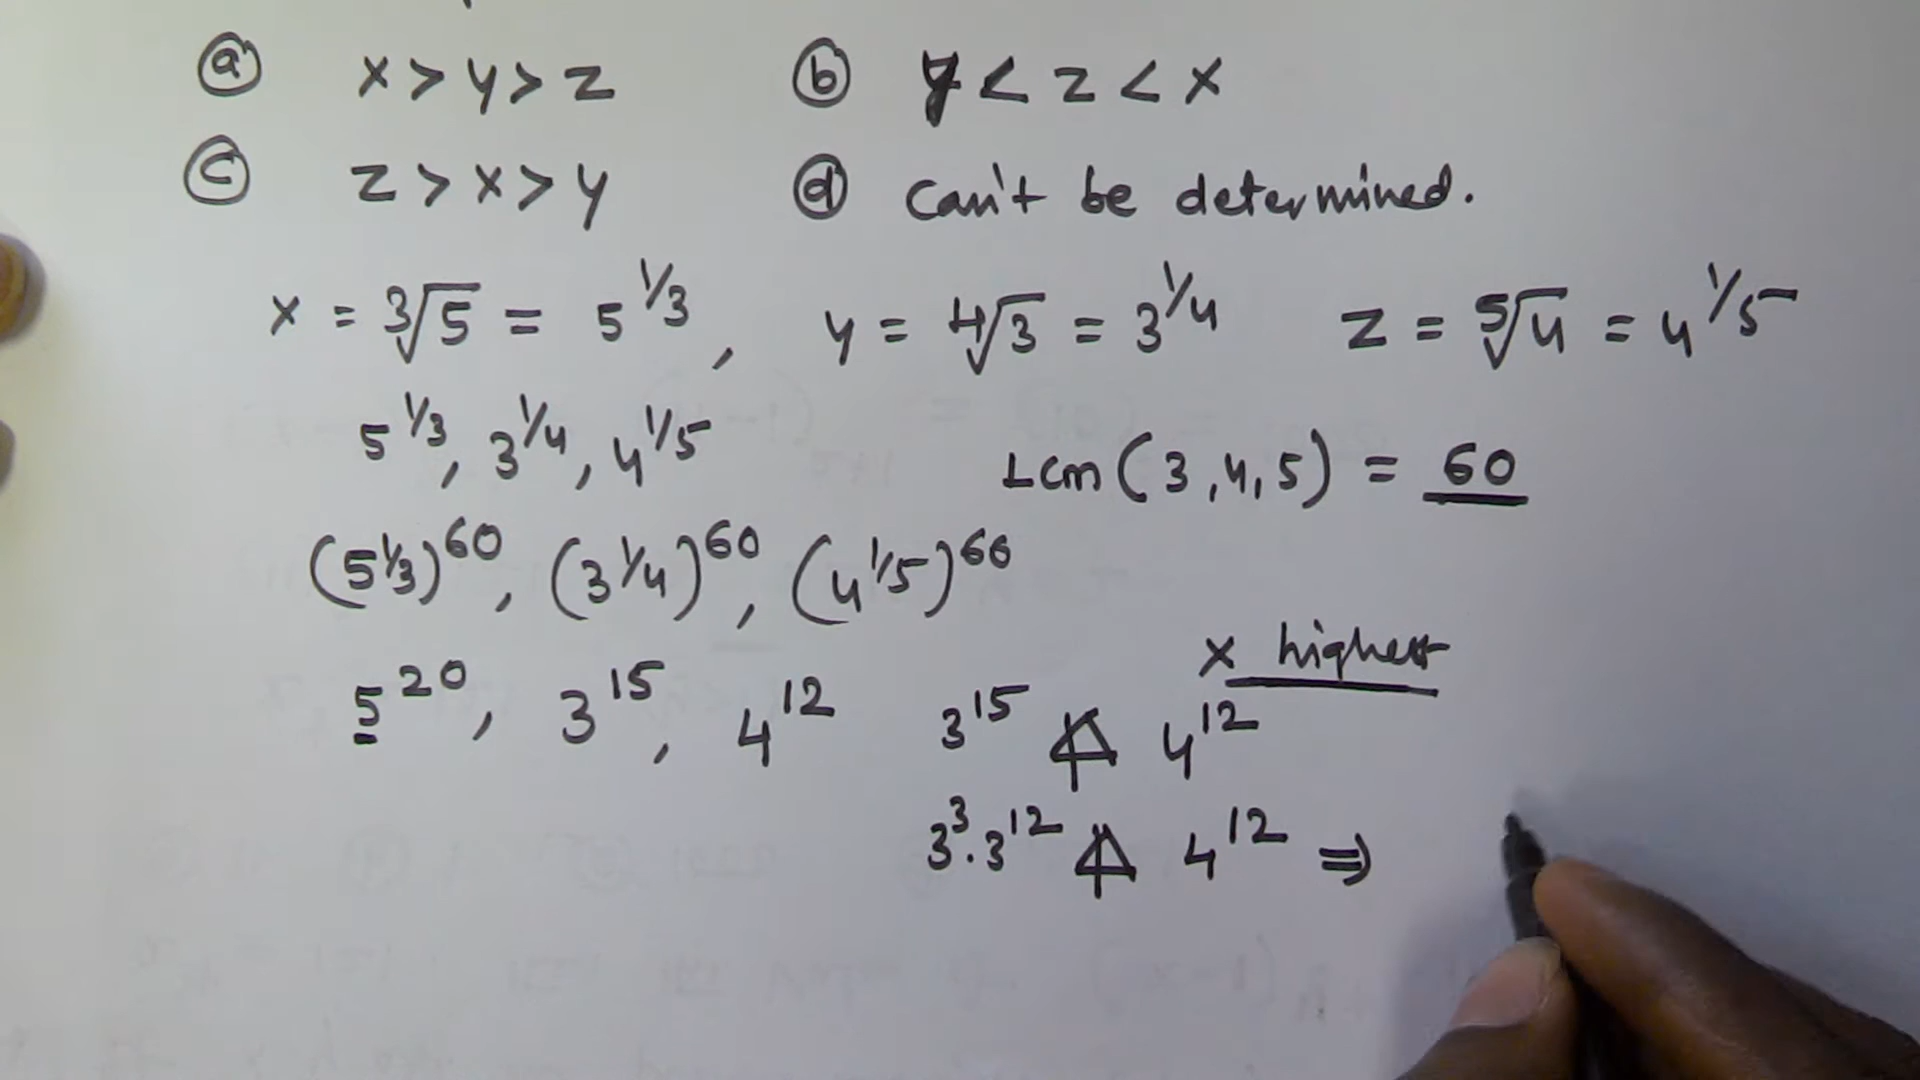 ⓐ x > y > z ⓑ y < z < x
ⓒ z > x > y ⓓ can't be determined.
x = ∛5 = 5^1/3, y = ∜3 = 3^1/4 z = ⁵√4 = 4^1/5
5^1/3, 3^1/4, 4^1/5 Lcm(3,4,5) = 60
(5^1/3)^60, (3^1/4)^60, (4^1/5)^60
x highest
5^20, 3^15, 4^12 3^15 4^12
3^3.3^12 4^12 ⇒